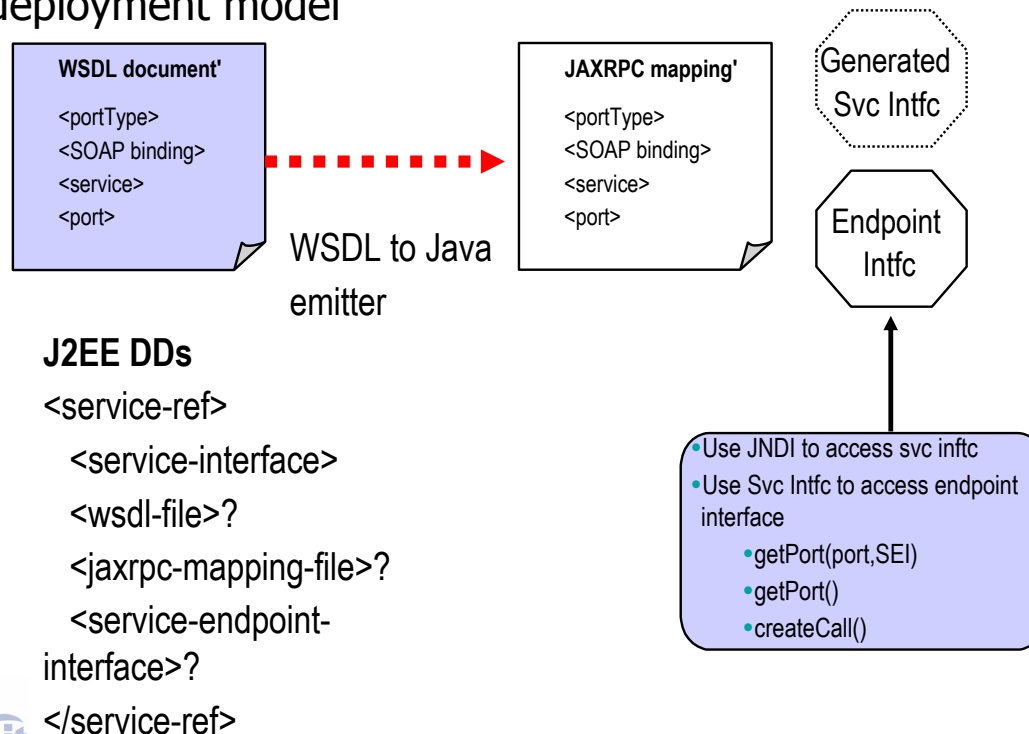 deployment model
WSDL document'
<portType>
<SOAP binding>
<service>
<port>
WSDL to Java
emitter
JAXRPC mapping'
<portType>
<SOAP binding>
<service>
<port>
Generated
Svc Intfc
Endpoint
Intfc
J2EE DDs
<service-ref>
<service-interface>
<wsdl-file>?
<jaxrpc-mapping-file>?
<service-endpoint-
interface>?
</service-ref>
•Use JNDI to access svc inftc
•Use Svc Intfc to access endpoint
interface
•getPort(port,SEI)
•getPort()
•createCall()